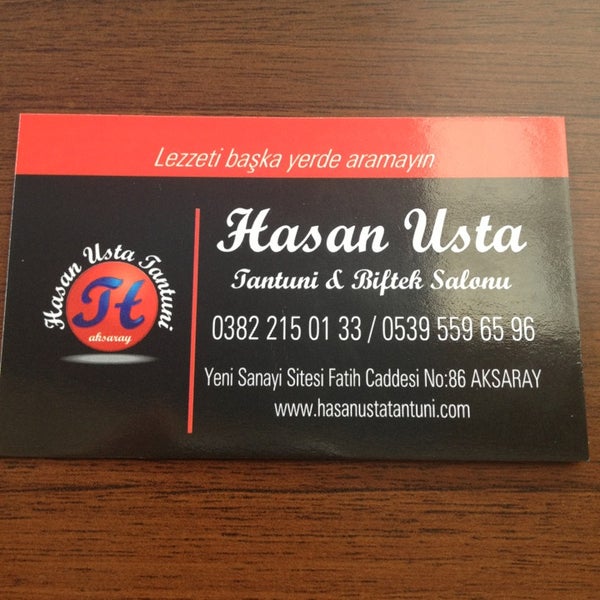 Lezzeti başka yerde aramayın
Hasan Usta Tantuni
Tt
aksaray
Hasan Usta
Tantuni & Biftek Salonu
0382 215 01 33 / 0539 559 65 96
Yeni Sanayi Sitesi Fatih Caddesi No:86 AKSARAY
www.hasanustatantuni.com